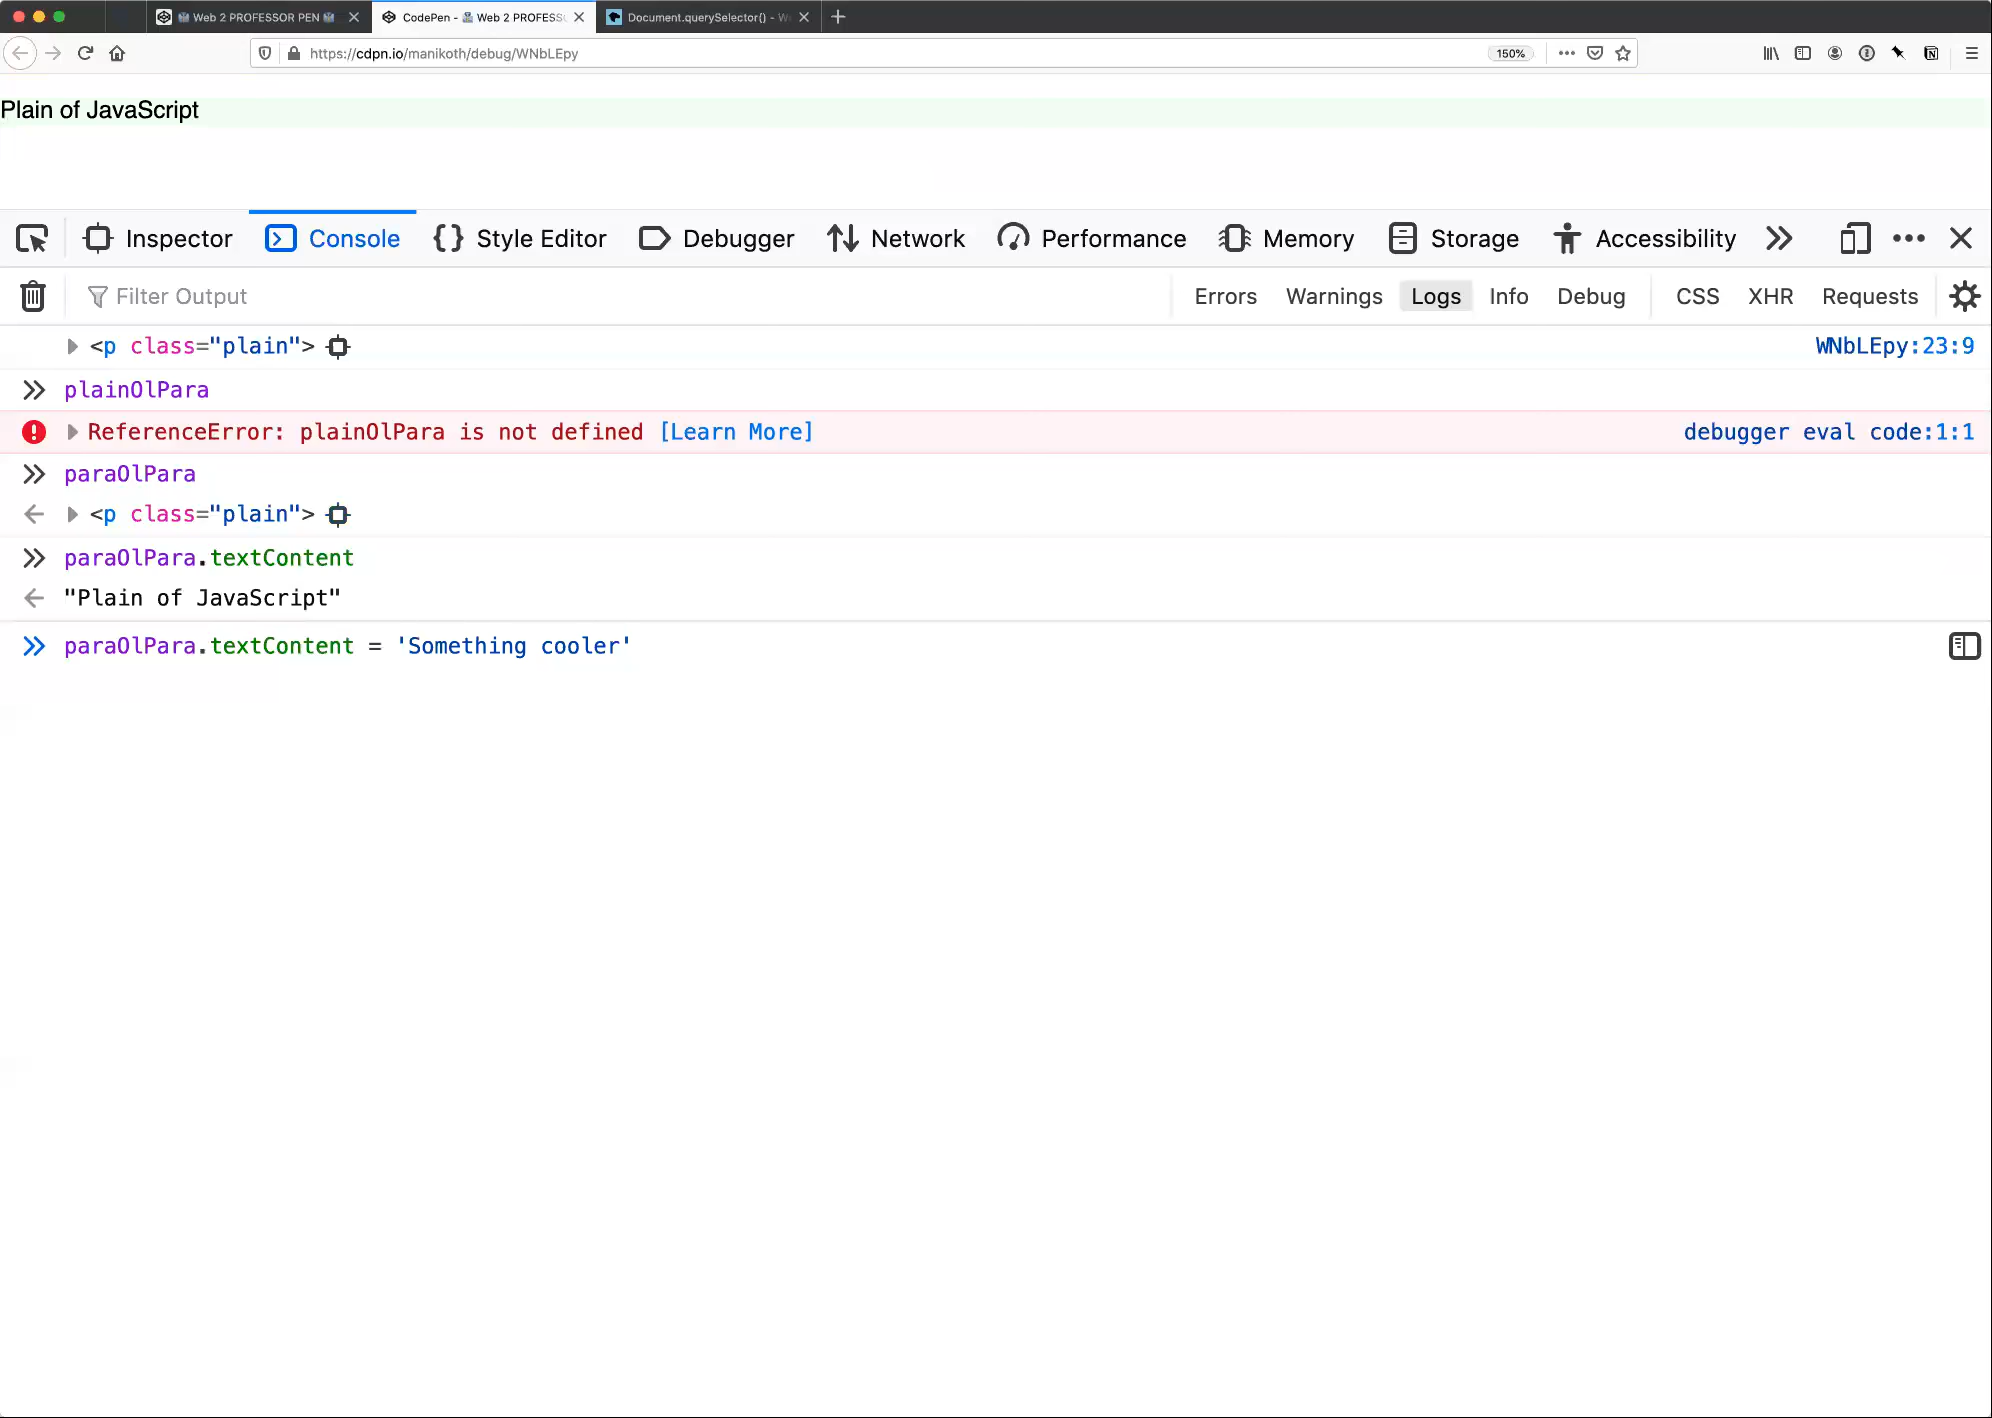 Web 2 PROFESSOR PEN
CodePen - Web 2 PROFESS
Document.querySelector() - W
https://cdpn.io/manikoth/debug/WNbLEpy
150%
Plain of JavaScript
Inspector Console Style Editor Debugger Network Performance Memory Storage Accessibility
Filter Output Errors Warnings Logs Info Debug CSS XHR Requests
<p class="plain"> WNbLEpy:23:9
plainOlPara
ReferenceError: plainOlPara is not defined [Learn More] debugger eval code:1:1
paraOlPara
<p class="plain">
paraOlPara.textContent
"Plain of JavaScript"
paraOlPara.textContent = 'Something cooler'